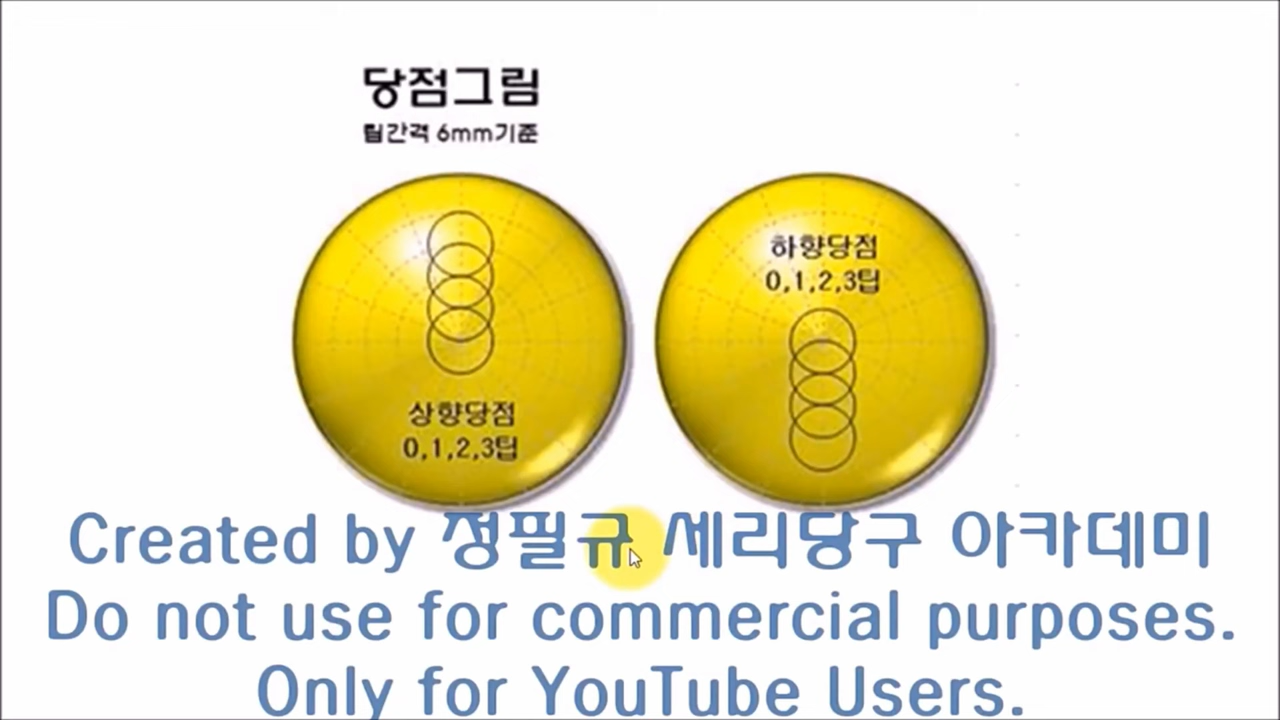 당점그림
팁간격 6mm기준
상향당점
0,1,2,3팁
하향당점
0,1,2,3팁
Created by 정필규 세리당구 아카데미
Do not use for commercial purposes.
Only for YouTube Users.